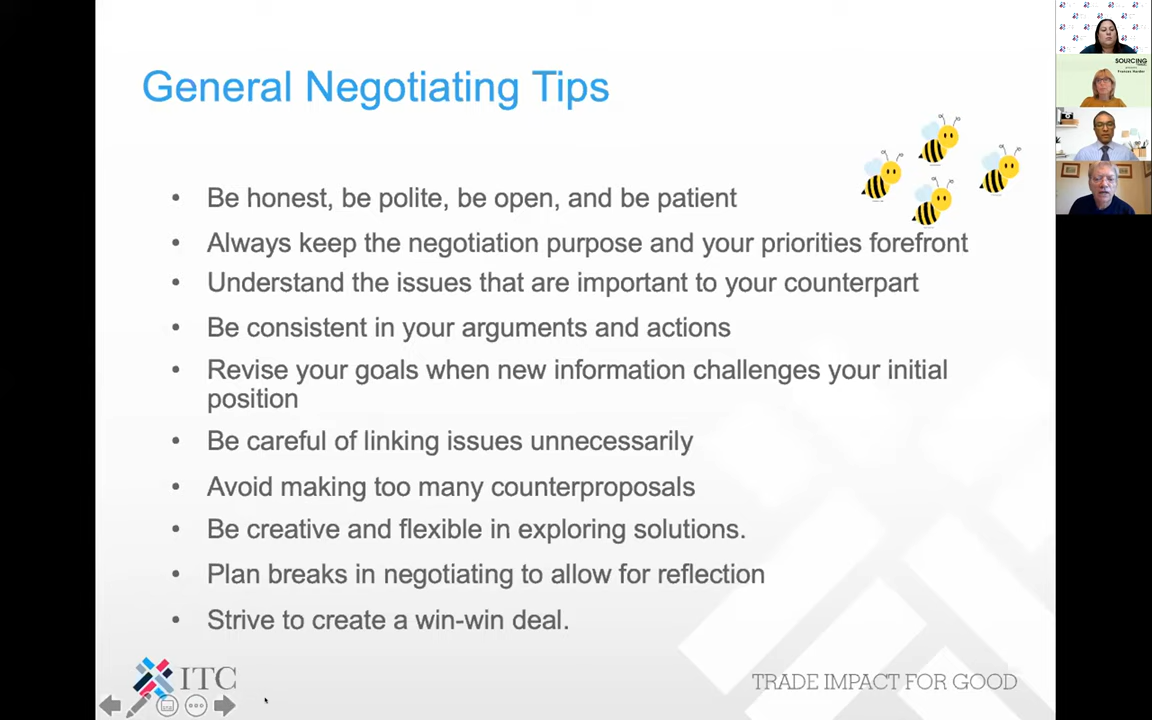 General Negotiating Tips
• Be honest, be polite, be open, and be patient
• Always keep the negotiation purpose and your priorities forefront
• Understand the issues that are important to your counterpart
• Be consistent in your arguments and actions
• Revise your goals when new information challenges your initial
position
• Be careful of linking issues unnecessarily
• Avoid making too many counterproposals
• Be creative and flexible in exploring solutions.
• Plan breaks in negotiating to allow for reflection
• Strive to create a win-win deal.
ITC
TRADE IMPACT FOR GOOD
SOURCING
Frances Harder